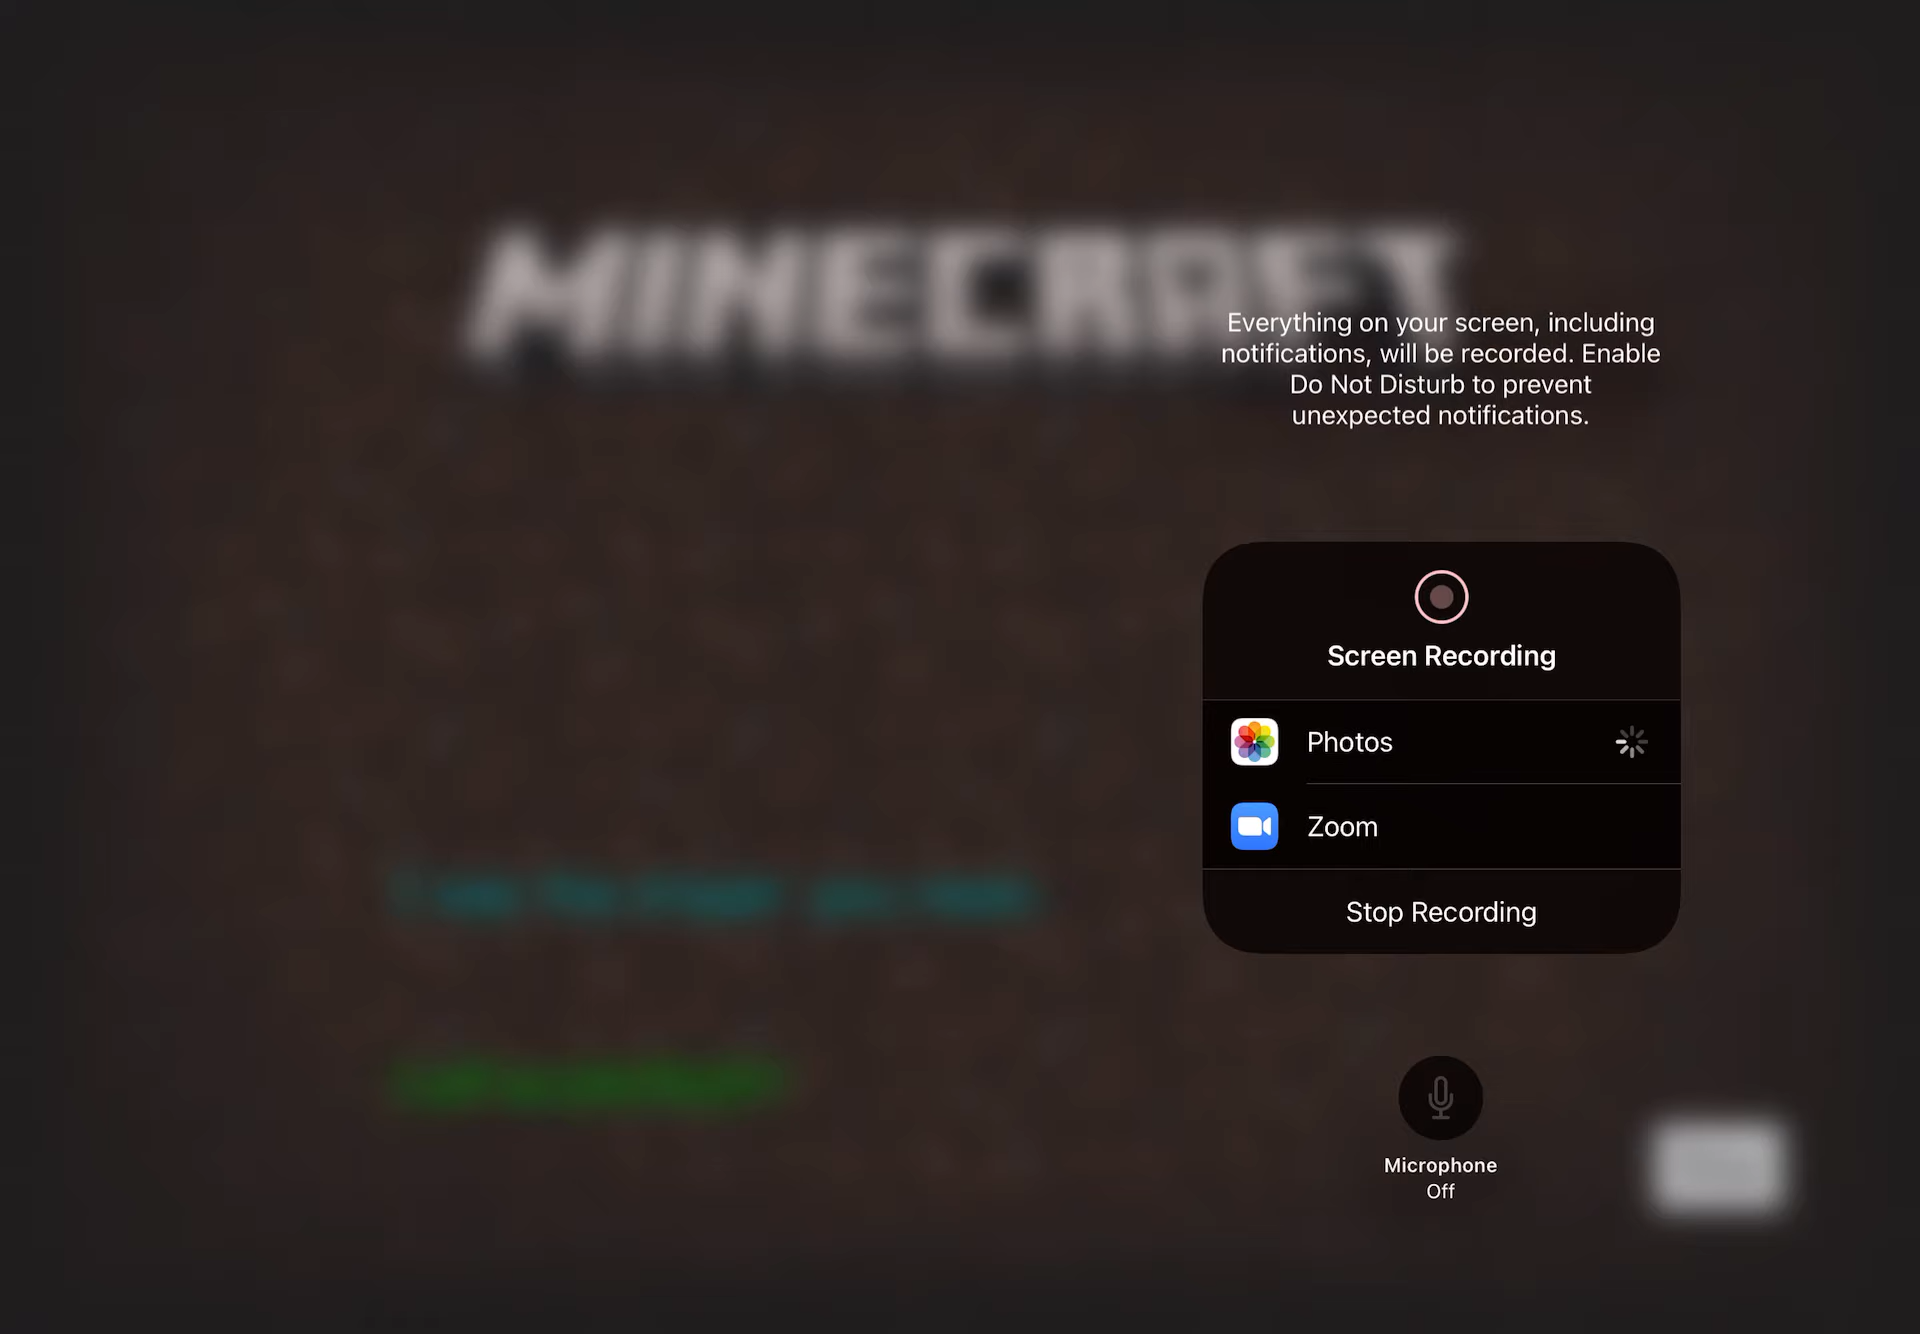 MINECRAFT
Everything on your screen, including
notifications, will be recorded. Enable
Do Not Disturb to prevent
unexpected notifications.
Screen Recording
Photos
Zoom
Stop Recording
Microphone
Off